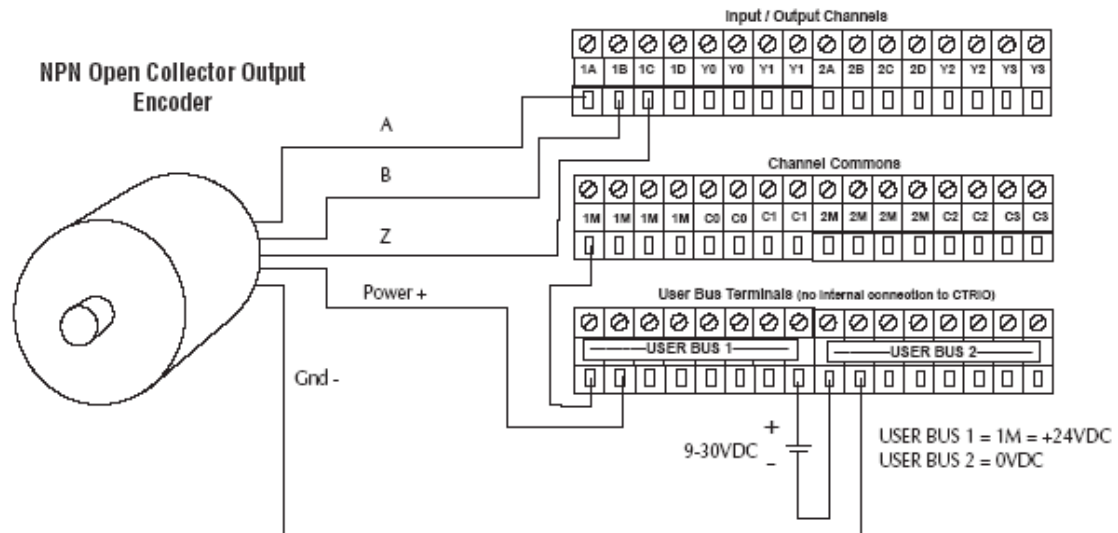 Input / Output Channels
1A 1B 1C 1D Y0 Y0 Y1 Y1 2A 2B 2C 2D Y2 Y2 Y3 Y3
NPN Open Collector Output
Encoder
A
B
Z
Power +
Gnd -
Channel Commons
1M 1M 1M 1M C0 C0 C1 C1 2M 2M 2M 2M C2 C2 C3 C3
User Bus Terminals (no internal connection to CTRIO)
USER BUS 1 USER BUS 2
+
9-30VDC
-
USER BUS 1 = 1M = +24VDC
USER BUS 2 = 0VDC